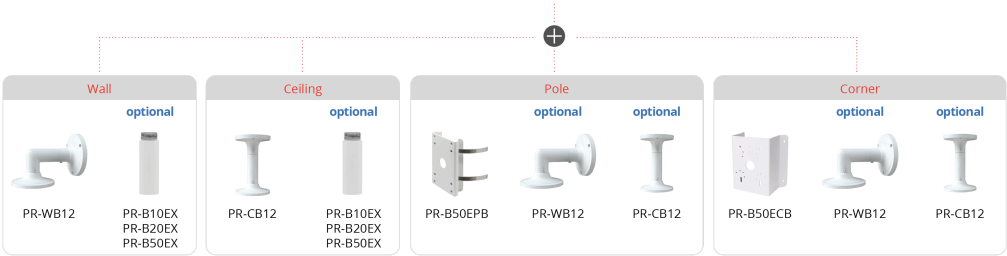 Wall
optional
PR-WB12
PR-B10EX
PR-B20EX
PR-B50EX
Ceiling
optional
PR-CB12
PR-B10EX
PR-B20EX
PR-B50EX
Pole
optional
optional
PR-B50EPB
PR-WB12
PR-CB12
Corner
optional
optional
PR-B50ECB
PR-WB12
PR-CB12